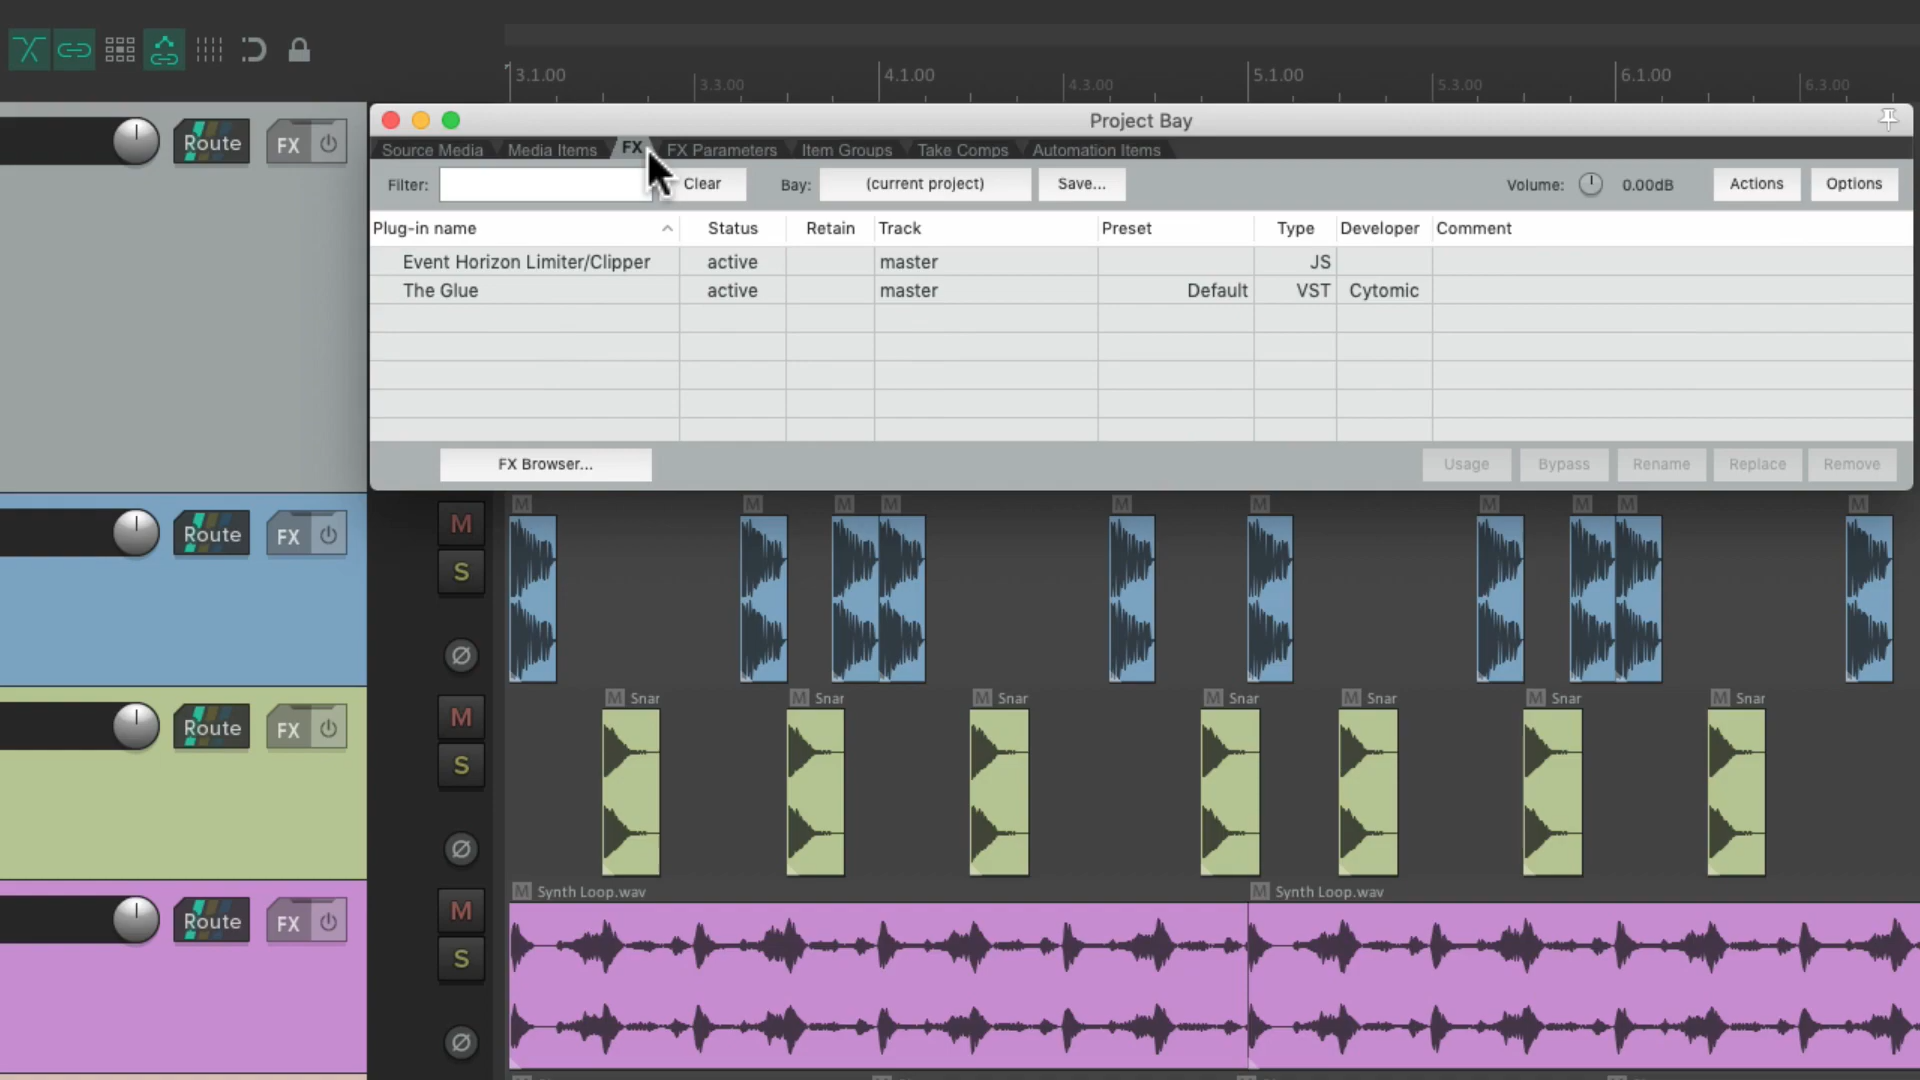 3.1.00 3.3.00 4.1.00 4.3.00 5.1.00 5.3.00 6.1.00 6.3.00
Project Bay
Source Media Media Items FX FX Parameters Item Groups Take Comps Automation Items
Filter: Clear Bay: (current project) Save... Volume: 0.00dB Actions Options
Plug-in name Status Retain Track Preset Type Developer Comment
Event Horizon Limiter/Clipper active master JS
The Glue active master Default VST Cytomic
FX Browser... Usage Bypass Rename Replace Remove
Route FX
M M M M M M M M M M
Route FX M
S
M Snar M Snar M Snar M Snar M Snar M Snar M Snar
Route FX M
S
M Synth Loop.wav M Synth Loop.wav
Route FX M
S